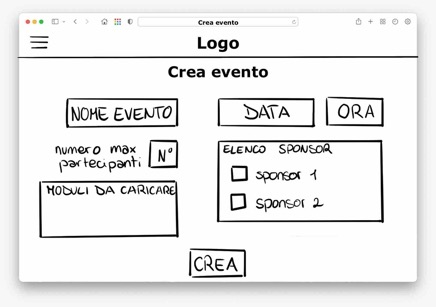 Crea evento
Logo
Crea evento
NOME EVENTO
DATA
ORA
numero max
partecipanti
N°
ELENCO SPONSOR
sponsor 1
sponsor 2
MODULI DA CARICARE
CREA